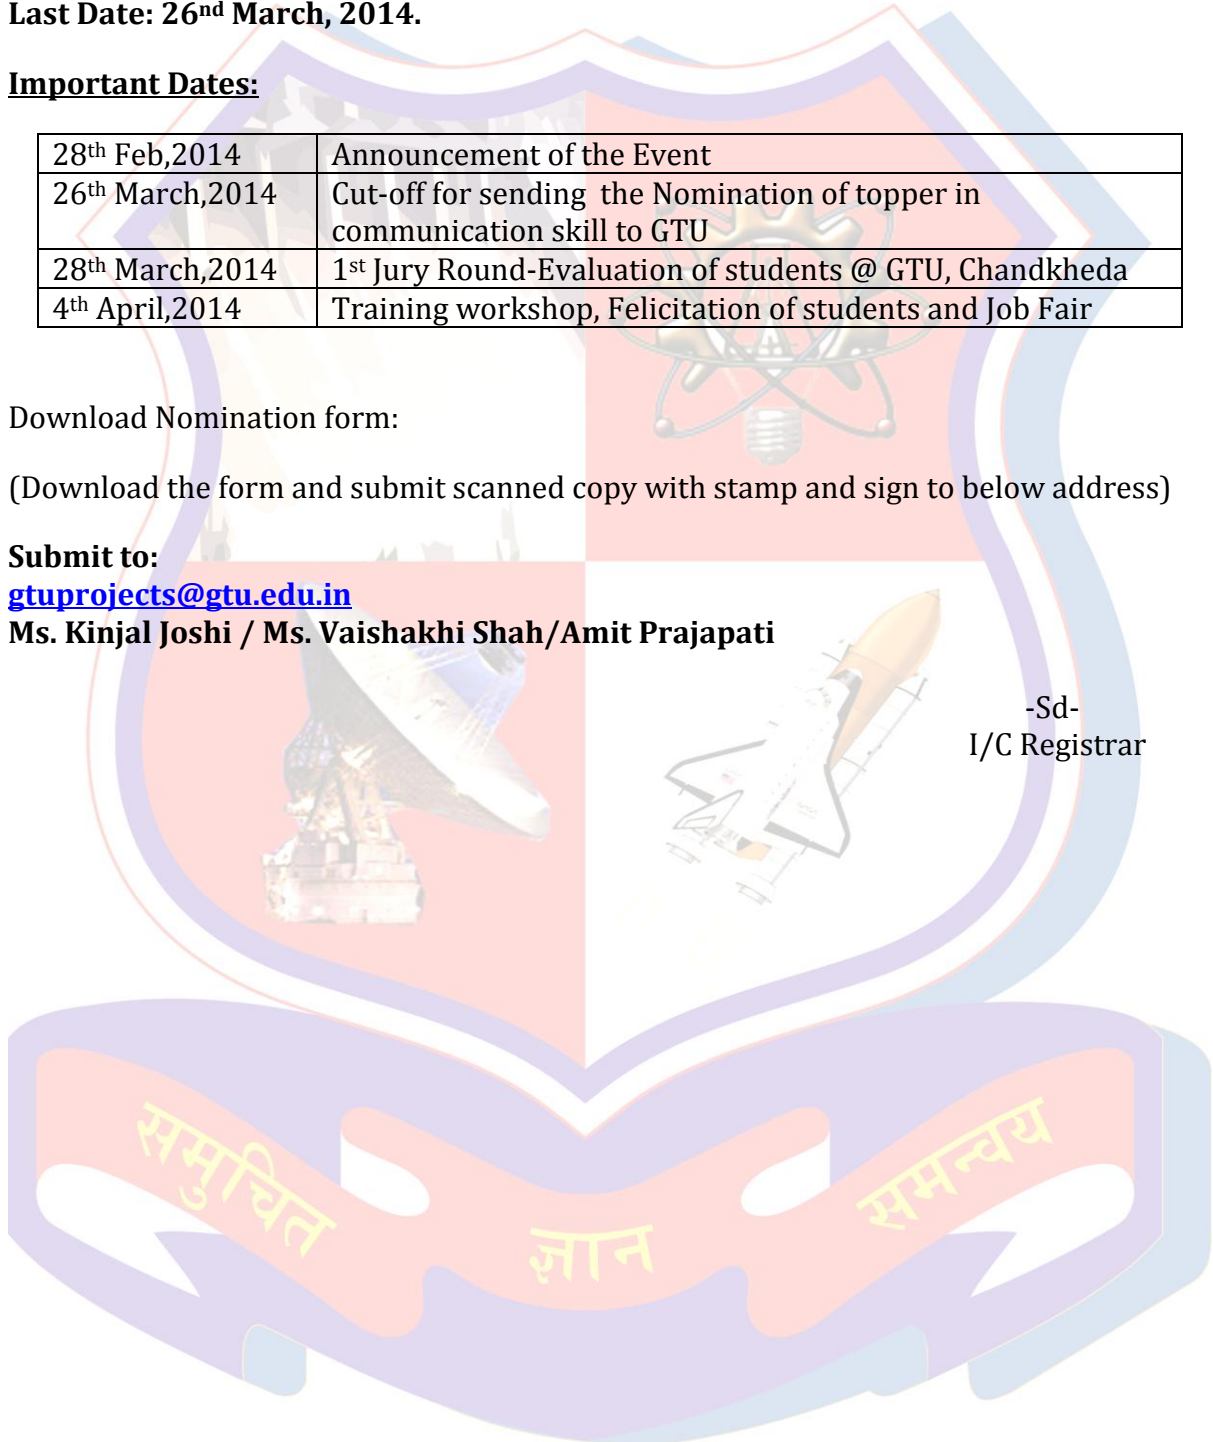 Last Date: 26nd March, 2014.
Important Dates:
28th Feb,2014 Announcement of the Event
26th March,2014 Cut-off for sending the Nomination of topper in
communication skill to GTU
28th March,2014 1st Jury Round-Evaluation of students @ GTU, Chandkheda
4th April,2014 Training workshop, Felicitation of students and Job Fair
Download Nomination form:
(Download the form and submit scanned copy with stamp and sign to below address)
Submit to:
gtuprojects@gtu.edu.in
Ms. Kinjal Joshi / Ms. Vaishakhi Shah/Amit Prajapati
-Sd-
I/C Registrar
समुचित ज्ञान समन्वय